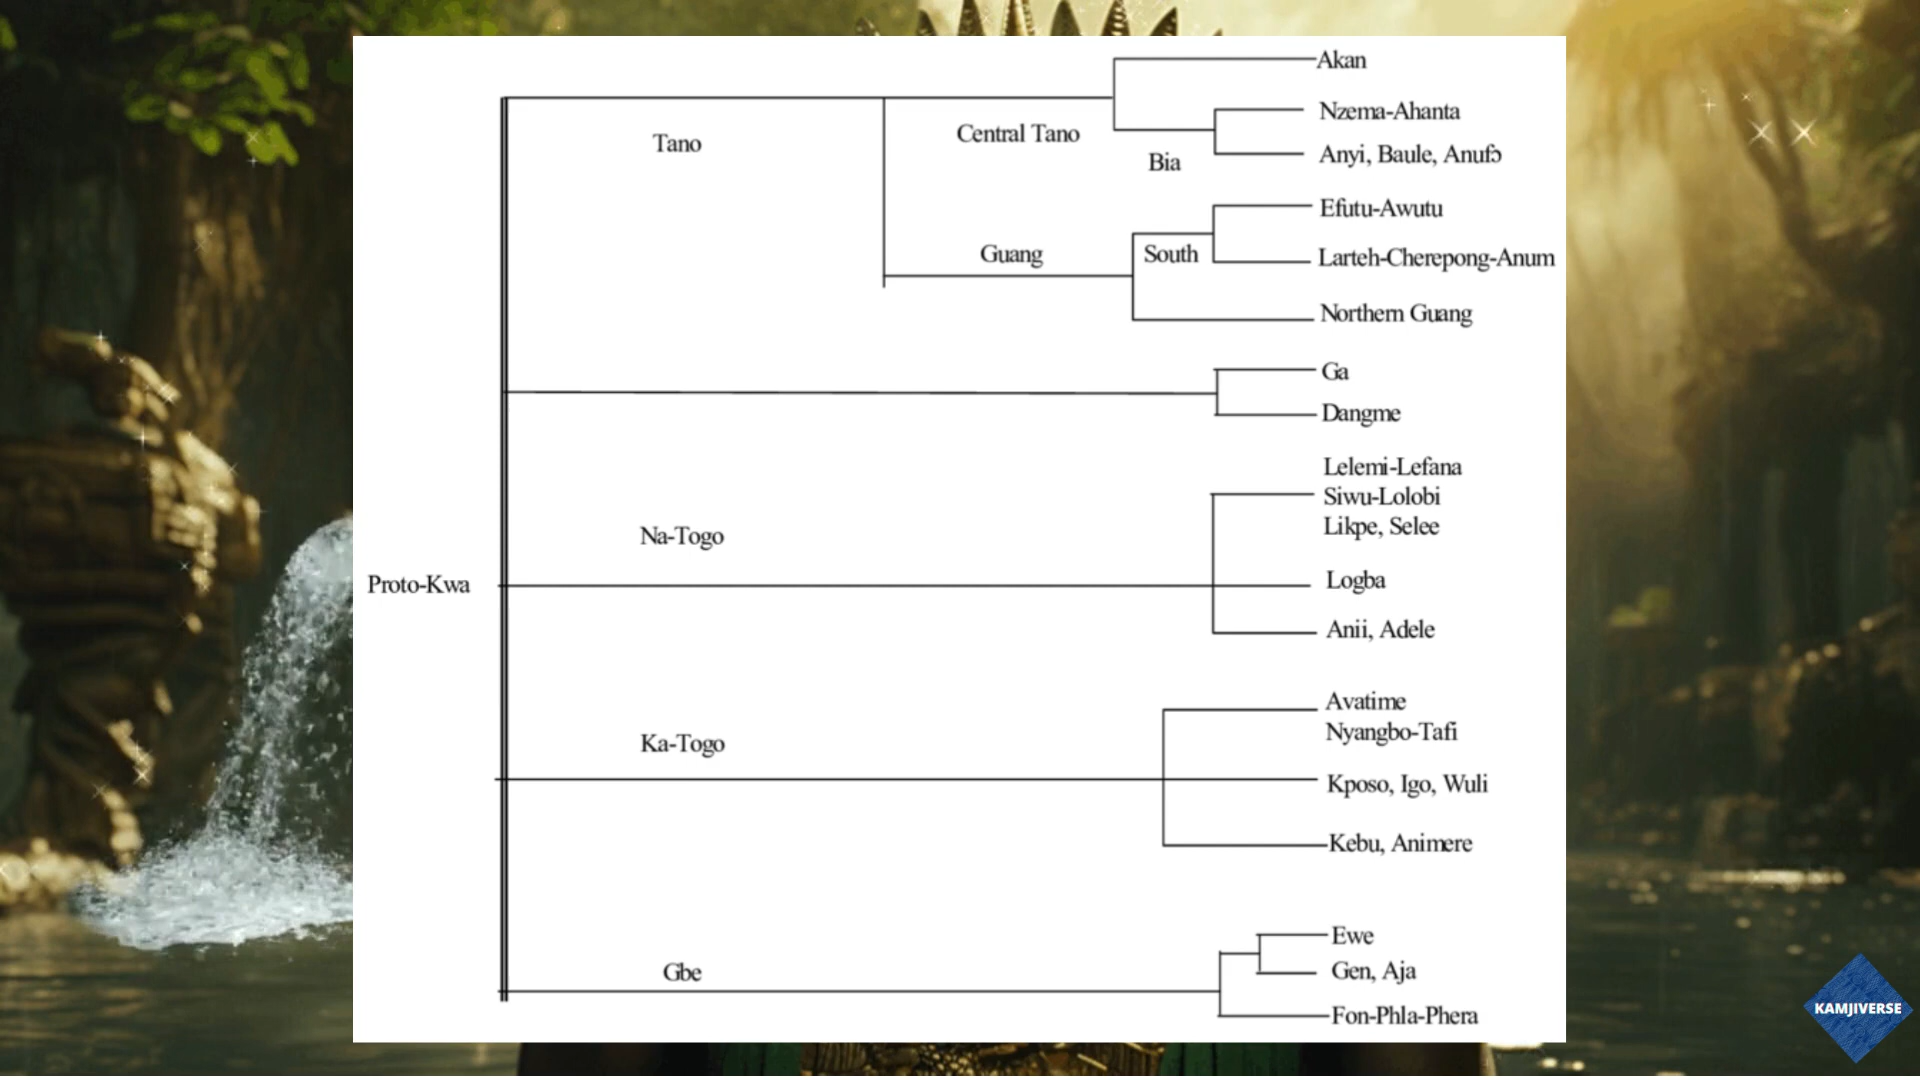 Akan
Nzema-Ahanta
Central Tano
Tano
Anyi, Baule, Anufɔ
Bia
Efutu-Awutu
Guang
South
Larteh-Cherepong-Anum
Northern Guang
Ga
Dangme
Lelemi-Lefana
Siwu-Lolobi
Likpe, Selee
Na-Togo
Logba
Proto-Kwa
Anii, Adele
Avatime
Nyangbo-Tafi
Ka-Togo
Kposo, Igo, Wuli
Kebu, Animere
Ewe
Gen, Aja
Gbe
Fon-Phla-Phera
KAMJIVERSE